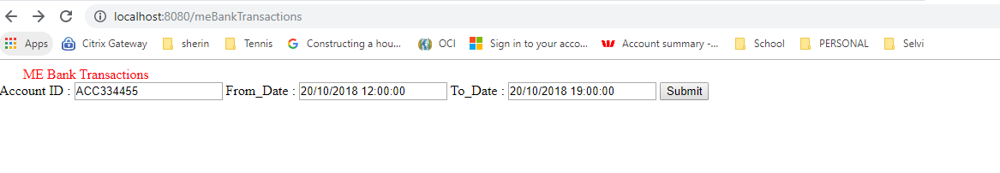 localhost:8080/meBankTransactions
Apps Citrix Gateway sherin Tennis Constructing a hou... OCI Sign in to your acco... Account summary -... School PERSONAL Selvi
ME Bank Transactions
Account ID : ACC334455 From_Date : 20/10/2018 12:00:00 To_Date : 20/10/2018 19:00:00 Submit